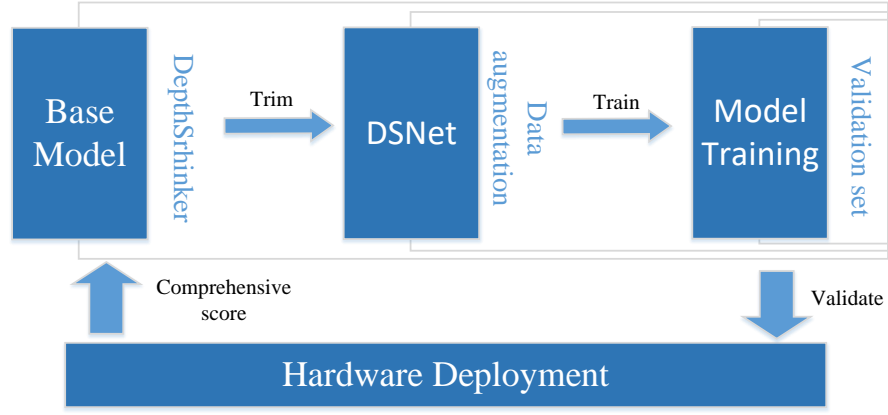 Base
Model
DepthSrhinker
Trim
DSNet
Data
augmentation
Train
Model
Training
Validation set
Comprehensive
score
Validate
Hardware Deployment